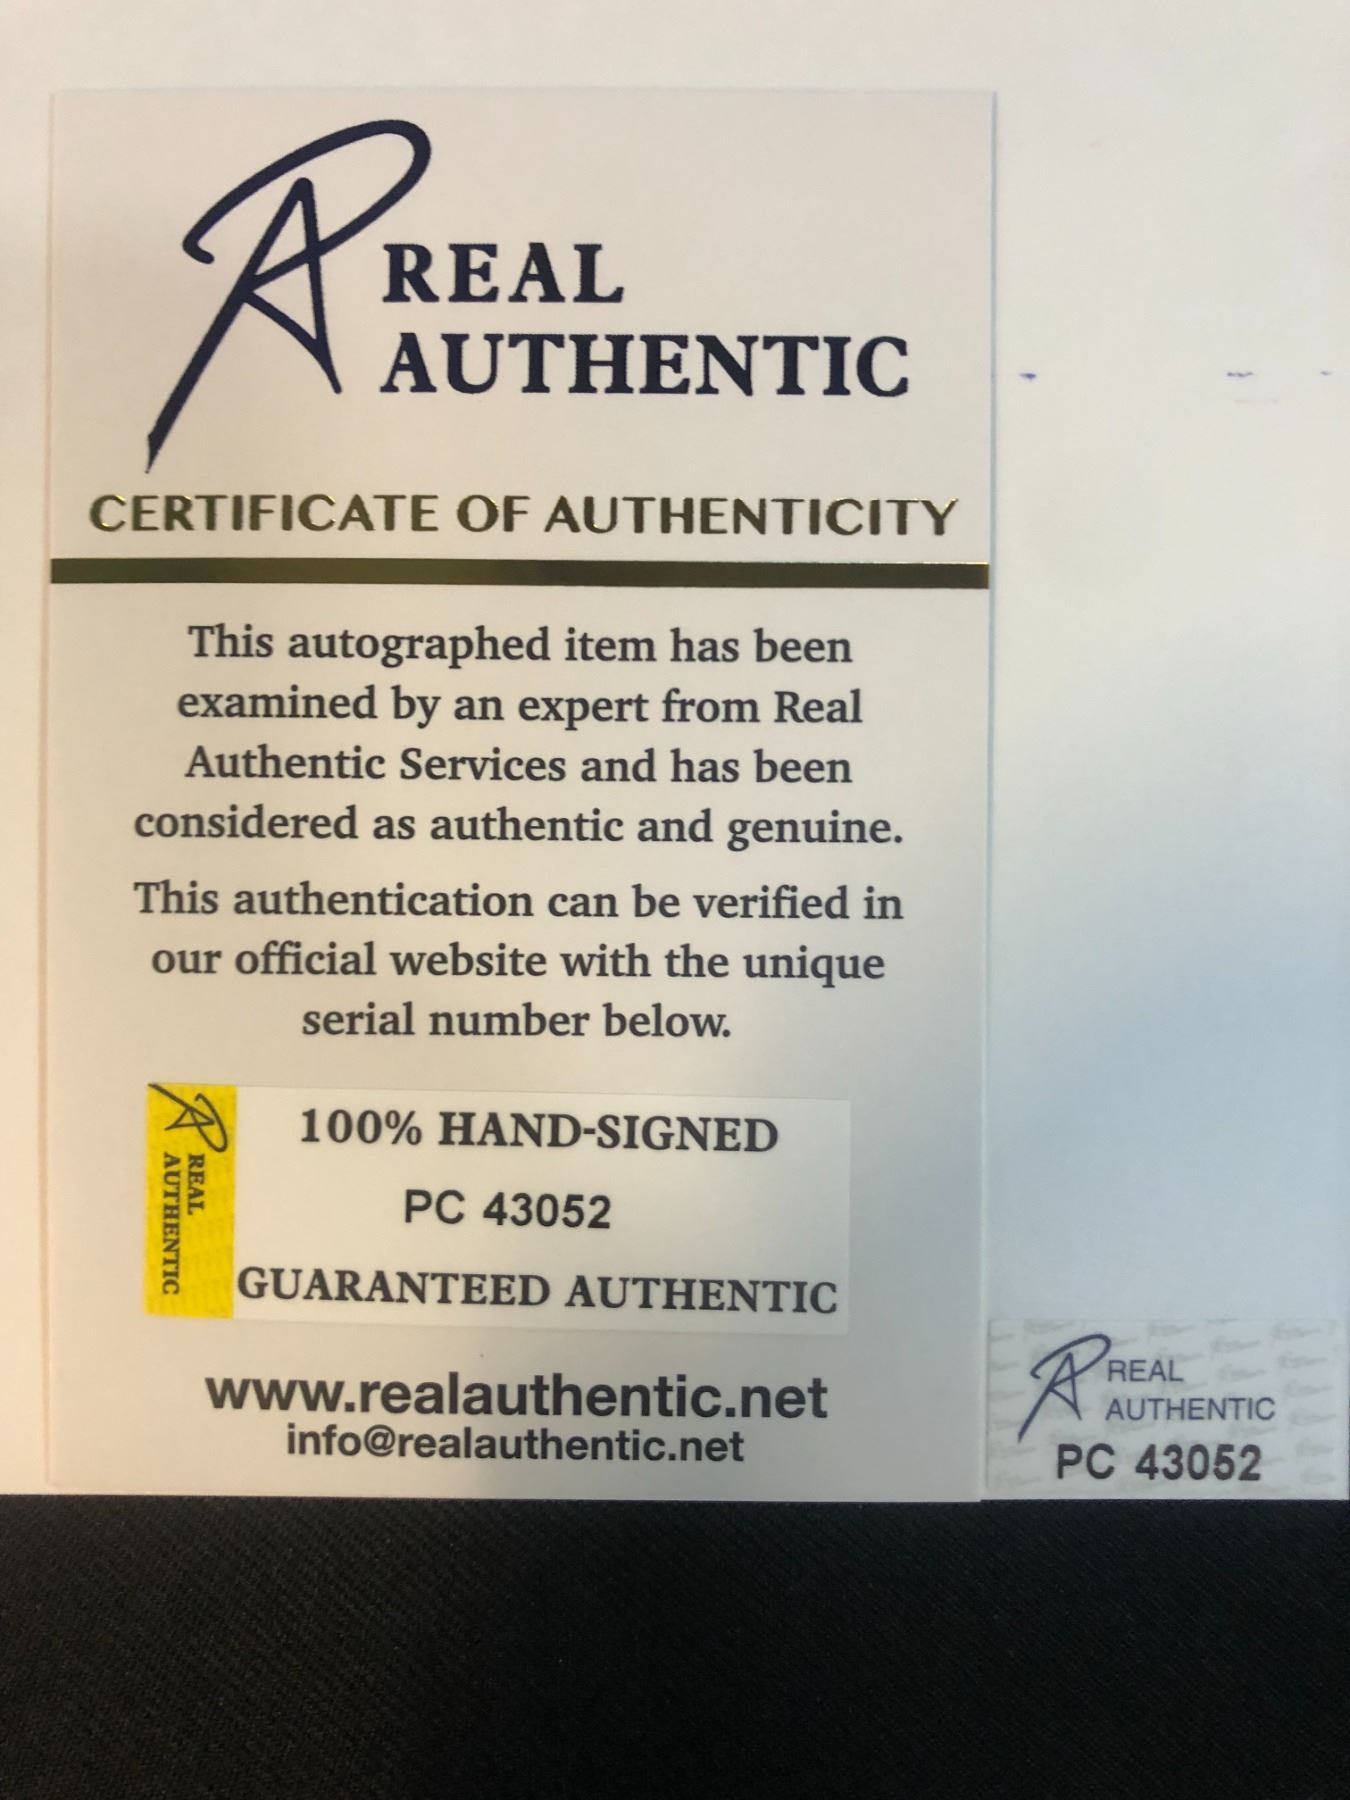 REAL
AUTHENTIC
CERTIFICATE OF AUTHENTICITY
This autographed item has been
examined by an expert from Real
Authentic Services and has been
considered as authentic and genuine.
This authentication can be verified in
our official website with the unique
serial number below.
REAL
AUTHENTIC
100% HAND-SIGNED
PC 43052
GUARANTEED AUTHENTIC
www.realauthentic.net
info@realauthentic.net
REAL
AUTHENTIC
PC 43052